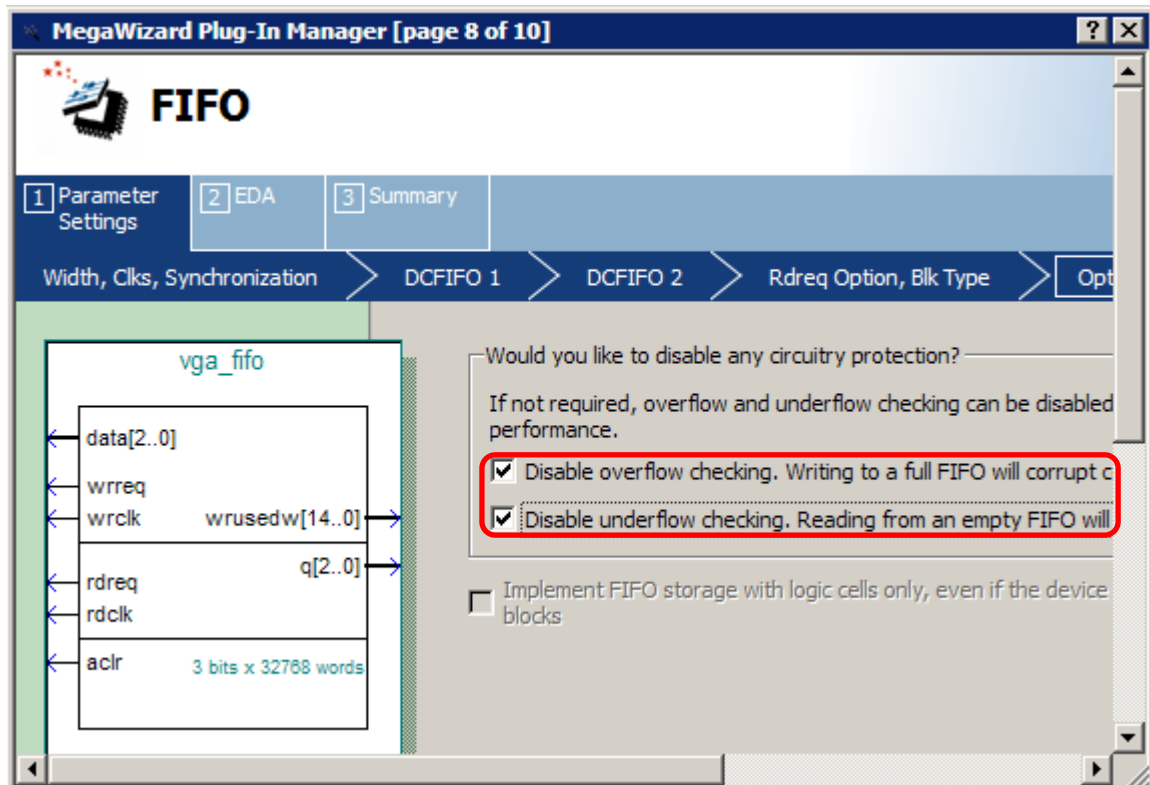 MegaWizard Plug-In Manager [page 8 of 10]
FIFO
1 Parameter Settings
2 EDA
3 Summary
Width, Clks, Synchronization
DCFIFO 1
DCFIFO 2
Rdreq Option, Blk Type
Opt
vga_fifo
data[2..0]
wrreq
wrclk
wrusedw[14..0]
q[2..0]
rdreq
rdclk
aclr
3 bits x 32768 words
Would you like to disable any circuitry protection?
If not required, overflow and underflow checking can be disabled
performance.
Disable overflow checking. Writing to a full FIFO will corrupt c
Disable underflow checking. Reading from an empty FIFO will
Implement FIFO storage with logic cells only, even if the device
blocks